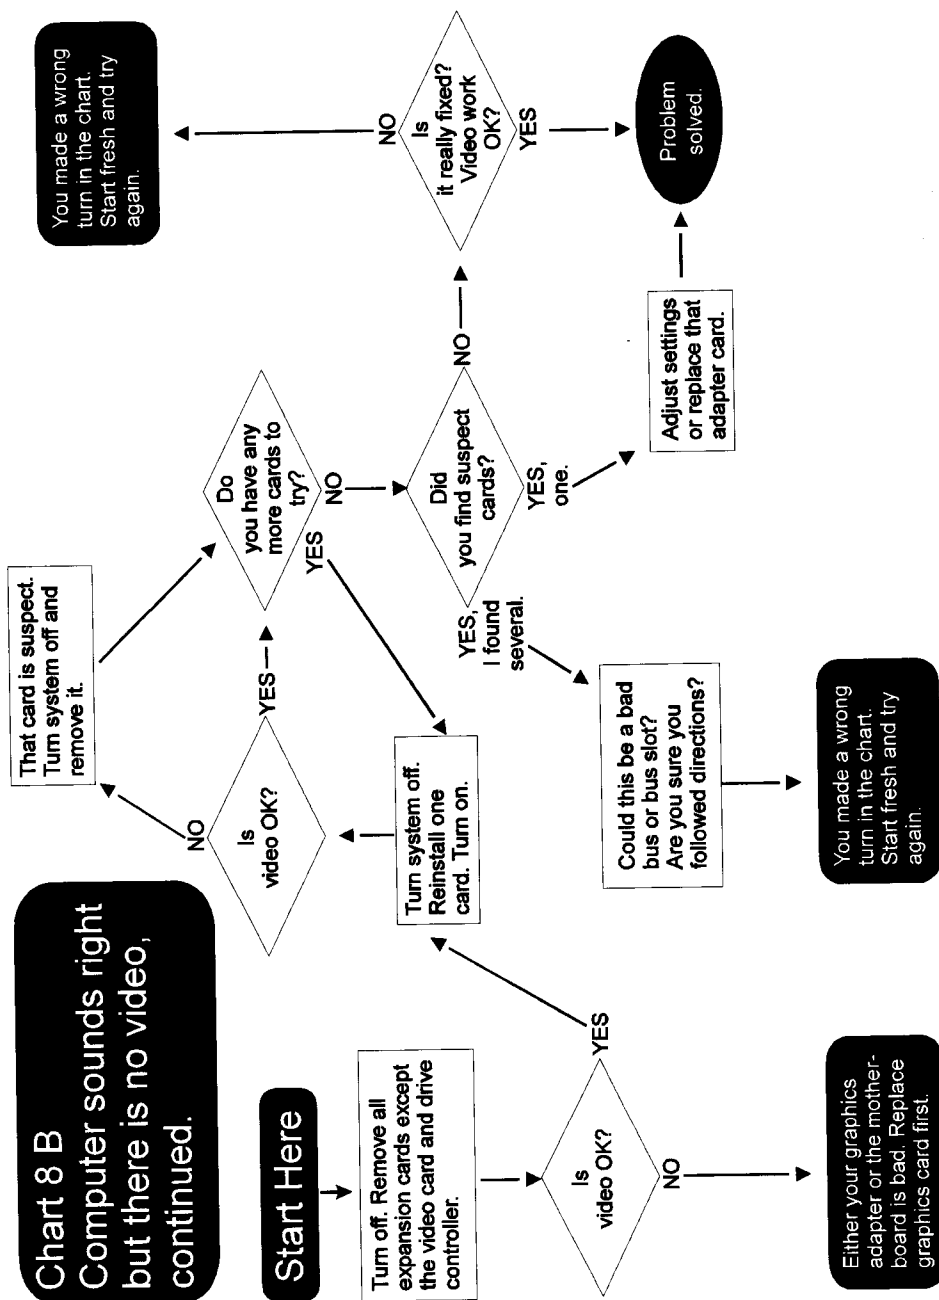 Chart 8 B
Computer sounds right
but there is no video,
continued.
Start Here
Turn off. Remove all
expansion cards except
the video card and drive
controller.
Is
video OK?
NO
YES
Either your graphics
adapter or the mother-
board is bad. Replace
graphics card first.
Turn system off.
Reinstall one
card. Turn on.
Is
video OK?
NO
YES
That card is suspect.
Turn system off and
remove it.
Do
you have any
more cards to
try?
YES
NO
Did
you find suspect
cards?
YES,
I found
several.
YES,
one.
NO
Could this be a bad
bus or bus slot?
Are you sure you
followed directions?
You made a wrong
turn in the chart.
Start fresh and try
again.
Adjust settings
or replace that
adapter card.
Is
it really fixed?
Video work
OK?
NO
YES
You made a wrong
turn in the chart.
Start fresh and try
again.
Problem
solved.